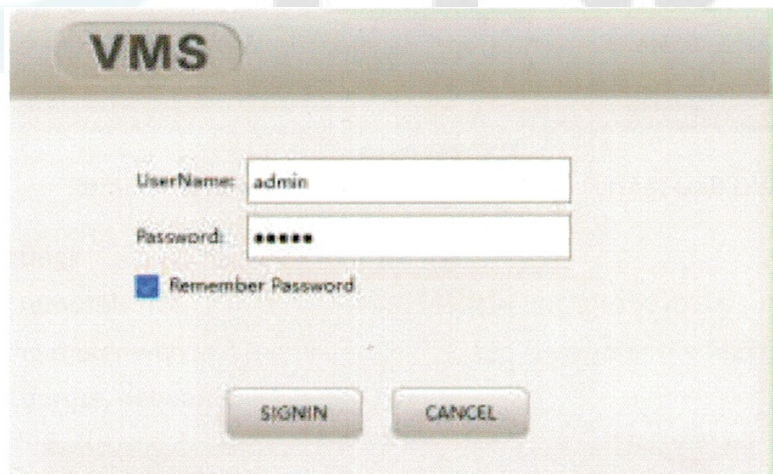 VMS
UserName: admin
Password: •••••
Remember Password
SIGNIN CANCEL